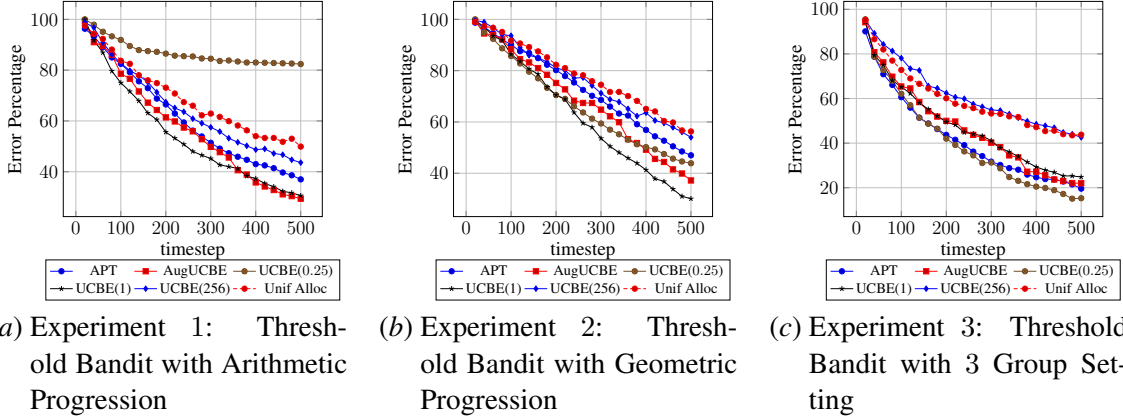 100
80
60
40
0 100 200 300 400 500
Error Percentage
timestep
APT AugUCBE UCBE(0.25)
UCBE(1) UCBE(256) Unif Alloc
a) Experiment 1: Thresh-
old Bandit with Arithmetic
Progression
100
80
60
40
0 100 200 300 400 500
Error Percentage
timestep
APT AugUCBE UCBE(0.25)
UCBE(1) UCBE(256) Unif Alloc
(b) Experiment 2: Thresh-
old Bandit with Geometric
Progression
100
80
60
40
20
0 100 200 300 400 500
Error Percentage
timestep
APT AugUCBE UCBE(0.25)
UCBE(1) UCBE(256) Unif Alloc
(c) Experiment 3: Threshold
Bandit with 3 Group Set-
ting